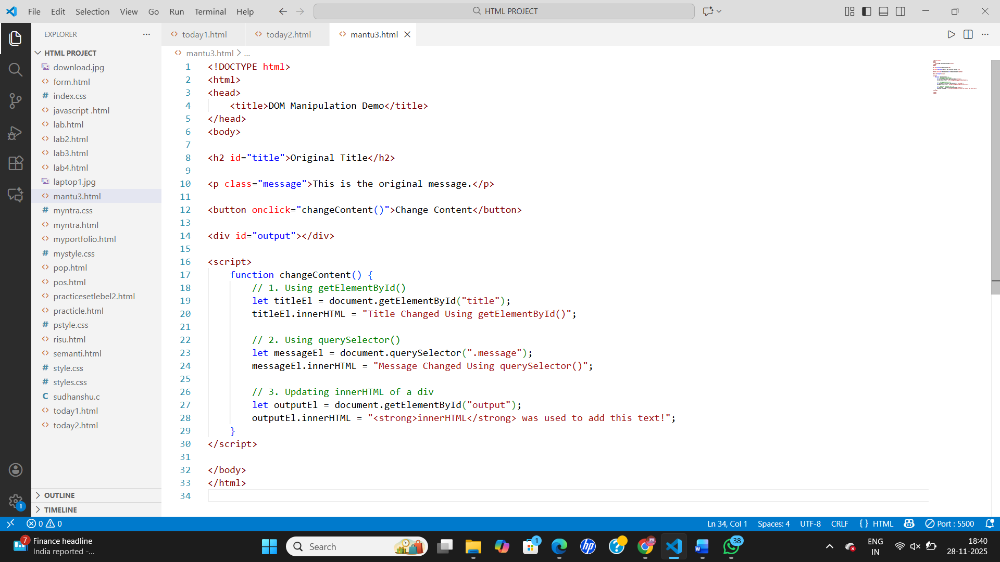 File Edit Selection View Go Run Terminal Help
HTML PROJECT
EXPLORER
HTML PROJECT
download.jpg
form.html
index.css
javascript .html
lab.html
lab2.html
lab3.html
lab4.html
laptop1.jpg
mantu3.html
myntra.css
myntra.html
myportfolio.html
mystyle.css
pop.html
pos.html
practicesetlebel2.html
practicle.html
pstyle.css
risu.html
semanti.html
style.css
styles.css
sudhanshu.c
today1.html
today2.html
OUTLINE
TIMELINE
today1.html today2.html mantu3.html
mantu3.html > ...
1 <!DOCTYPE html>
2 <html>
3 <head>
4 <title>DOM Manipulation Demo</title>
5 </head>
6 <body>
7
8 <h2 id="title">Original Title</h2>
9
10 <p class="message">This is the original message.</p>
11
12 <button onclick="changeContent()">Change Content</button>
13
14 <div id="output"></div>
15
16 <script>
17 function changeContent() {
18 // 1. Using getElementById()
19 let titleEl = document.getElementById("title");
20 titleEl.innerHTML = "Title Changed Using getElementById()";
21
22 // 2. Using querySelector()
23 let messageEl = document.querySelector(".message");
24 messageEl.innerHTML = "Message Changed Using querySelector()";
25
26 // 3. Updating innerHTML of a div
27 let outputEl = document.getElementById("output");
28 outputEl.innerHTML = "<strong>innerHTML</strong> was used to add this text!";
29 }
30 </script>
31
32 </body>
33 </html>
34
1
0 0
Ln 34, Col 1 Spaces: 4 UTF-8 CRLF {} HTML Port : 5500
7
Finance headline
India reported -...
Search
1
38
ENG
IN
18:40
28-11-2025